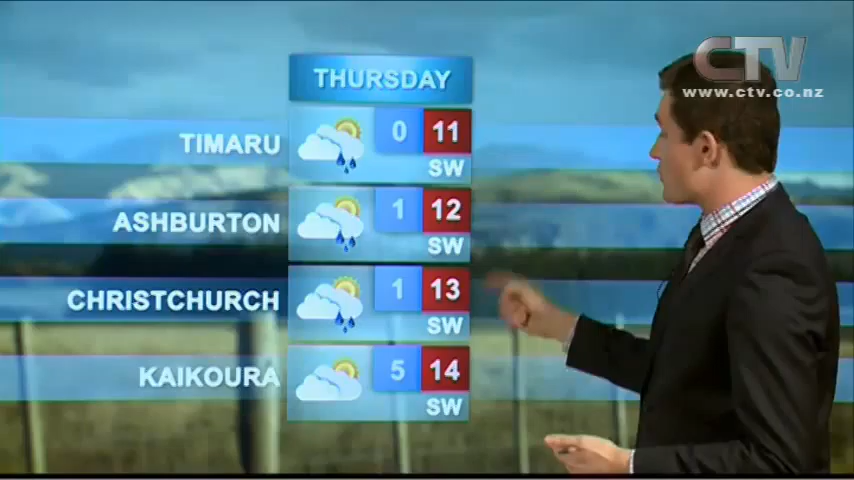 CTV
www.ctv.co.nz
THURSDAY
TIMARU 0 11
SW
ASHBURTON 1 12
SW
CHRISTCHURCH 1 13
SW
KAIKOURA 5 14
SW